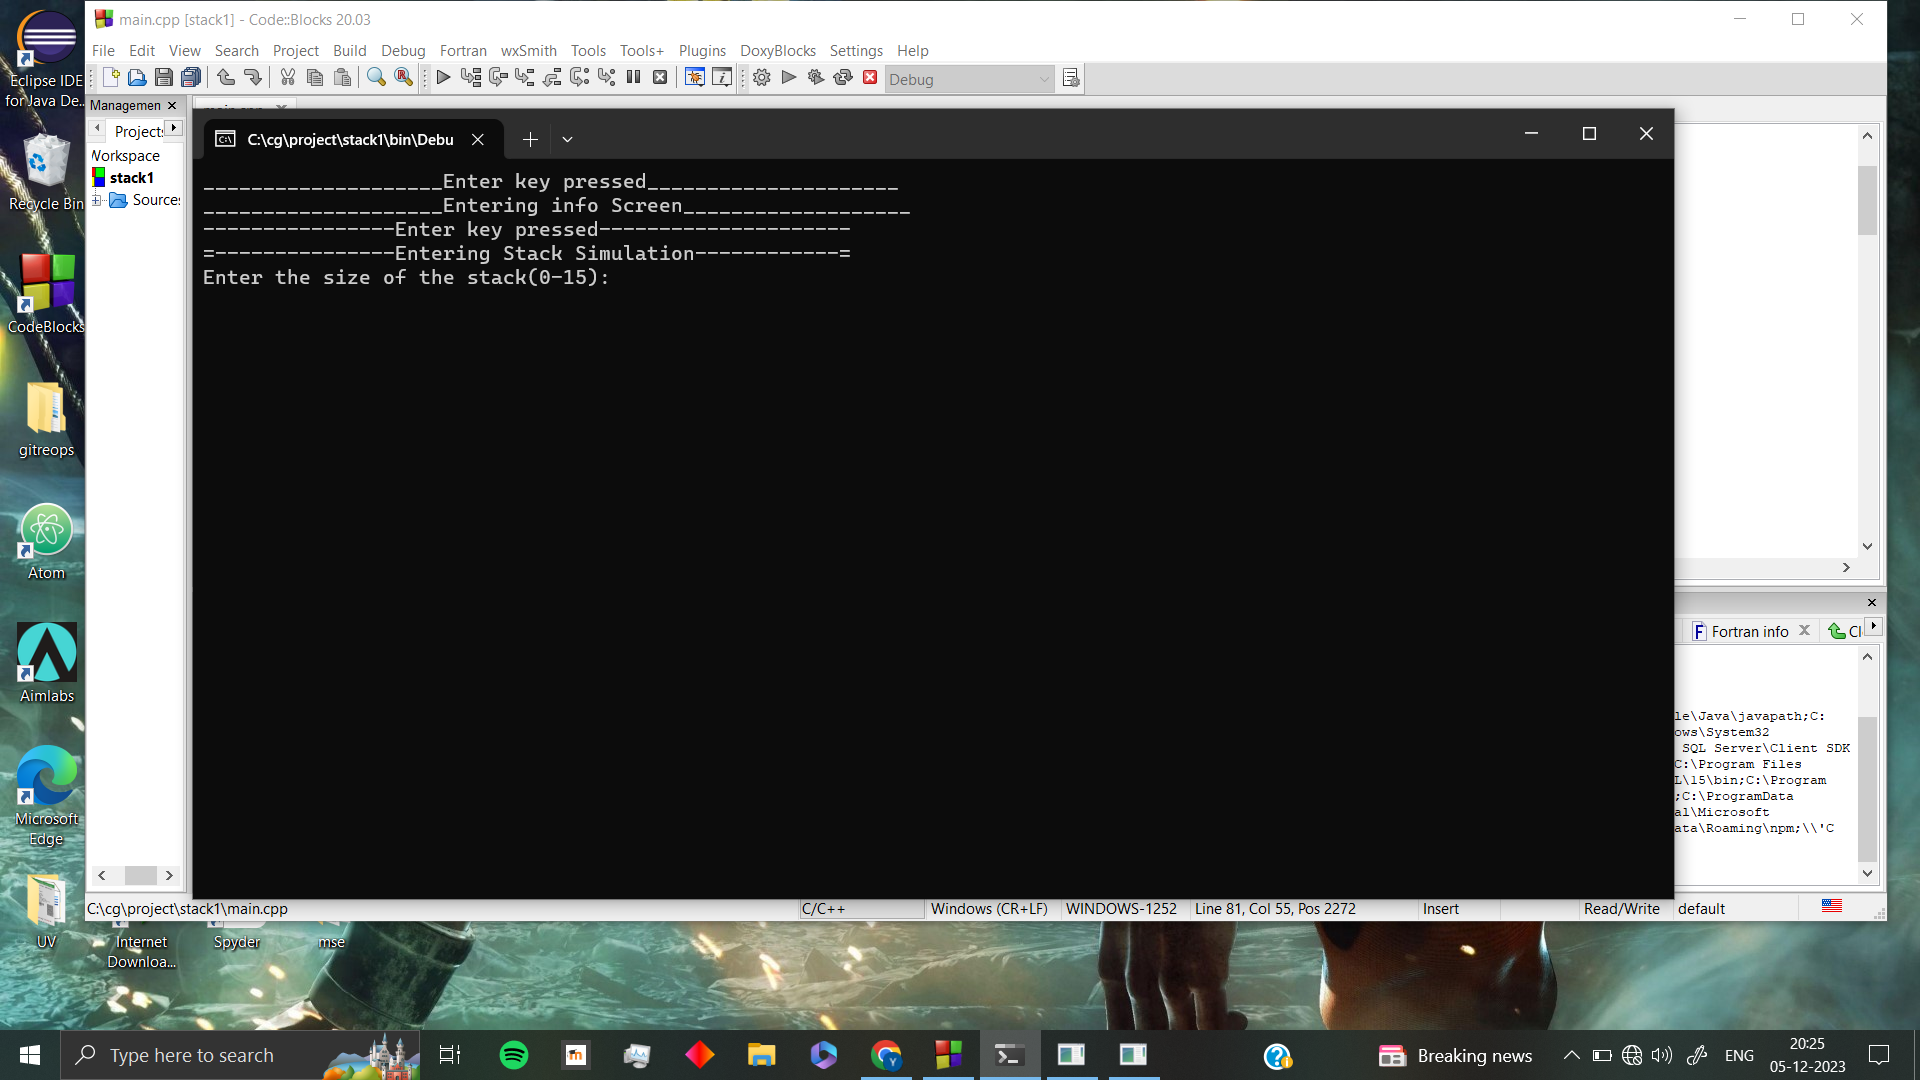 main.cpp [stack1] - Code::Blocks 20.03
File Edit View Search Project Build Debug Fortran wxSmith Tools Tools+ Plugins DoxyBlocks Settings Help
Debug
Managemen
Projects
Workspace
stack1
Sources
C:\cg\project\stack1\bin\Debu
____________________Enter key pressed_____________________
____________________Entering info Screen___________________
----------------Enter key pressed---------------------
=---------------Entering Stack Simulation------------=
Enter the size of the stack(0-15):
Fortran info
Cl
le\Java\javapath;C:
ows\System32
SQL Server\Client SDK
C:\Program Files
L\15\bin;C:\Program
;C:\ProgramData
al\Microsoft
ata\Roaming\npm;\\'C
C:\cg\project\stack1\main.cpp
C/C++
Windows (CR+LF)
WINDOWS-1252
Line 81, Col 55, Pos 2272
Insert
Read/Write
default
Eclipse IDE
for Java De...
Recycle Bin
CodeBlocks
gitreops
Atom
Aimlabs
Microsoft
Edge
UV
Internet
Downloa...
Spyder
mse
Type here to search
Breaking news
ENG
20:25
05-12-2023